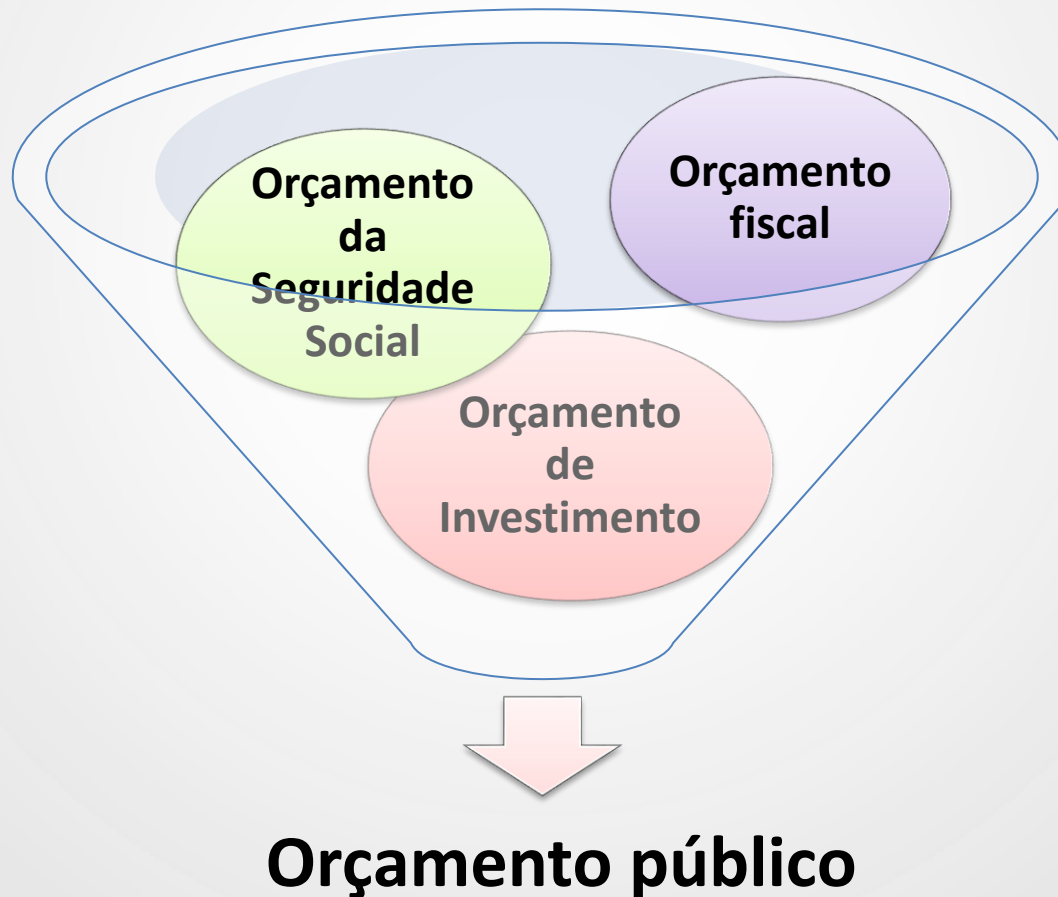 Orçamento
da
Seguridade
Social
Orçamento
fiscal
Orçamento
de
Investimento
Orçamento público